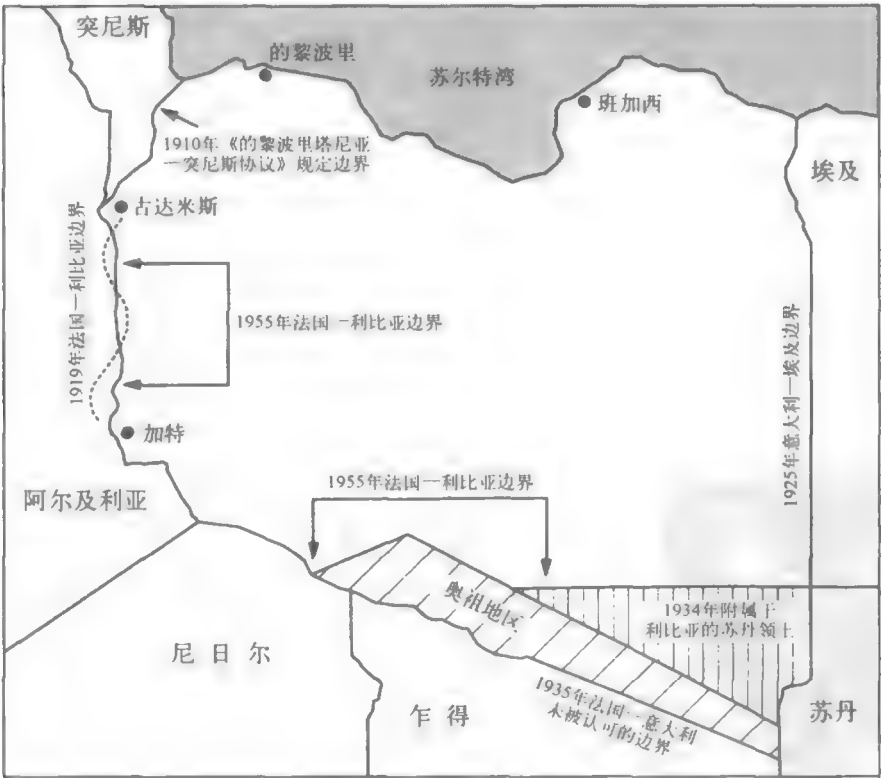 突尼斯
的黎波里
苏尔特湾
班加西
1910年《的黎波里塔尼亚
一突尼斯协议》规定边界
埃及
古达米斯
1919年法国一利比亚边界
1955年法国一利比亚边界
1925年意大利一埃及边界
加特
阿尔及利亚
1955年法国一利比亚边界
奥祖地区
1934年附属于
利比亚的苏丹领土
尼日尔
1935年法国一意大利
未被认可的边界
乍得
苏丹